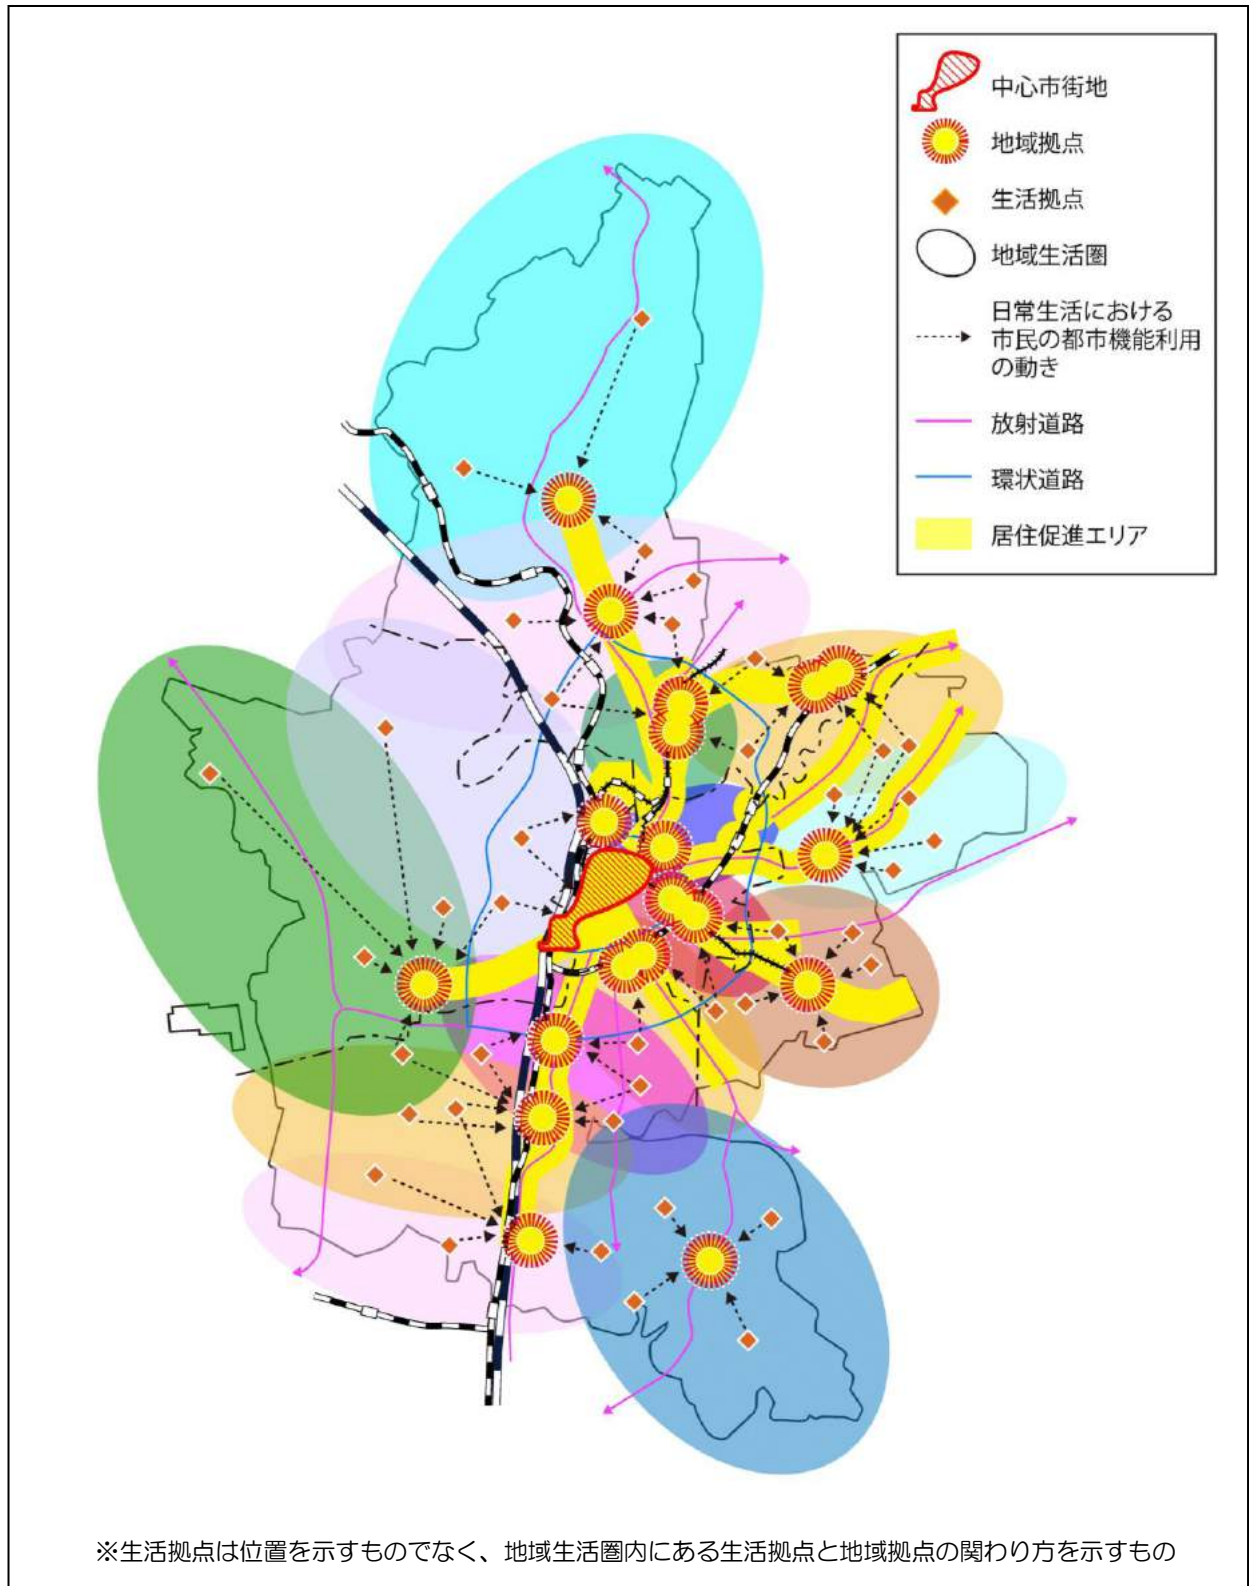 中心市街地
地域拠点
生活拠点
地域生活圏
日常生活における
市民の都市機能利用
の動き
放射道路
環状道路
居住促進エリア
※生活拠点は位置を示すものでなく、地域生活圏内にある生活拠点と地域拠点の関わり方を示すもの